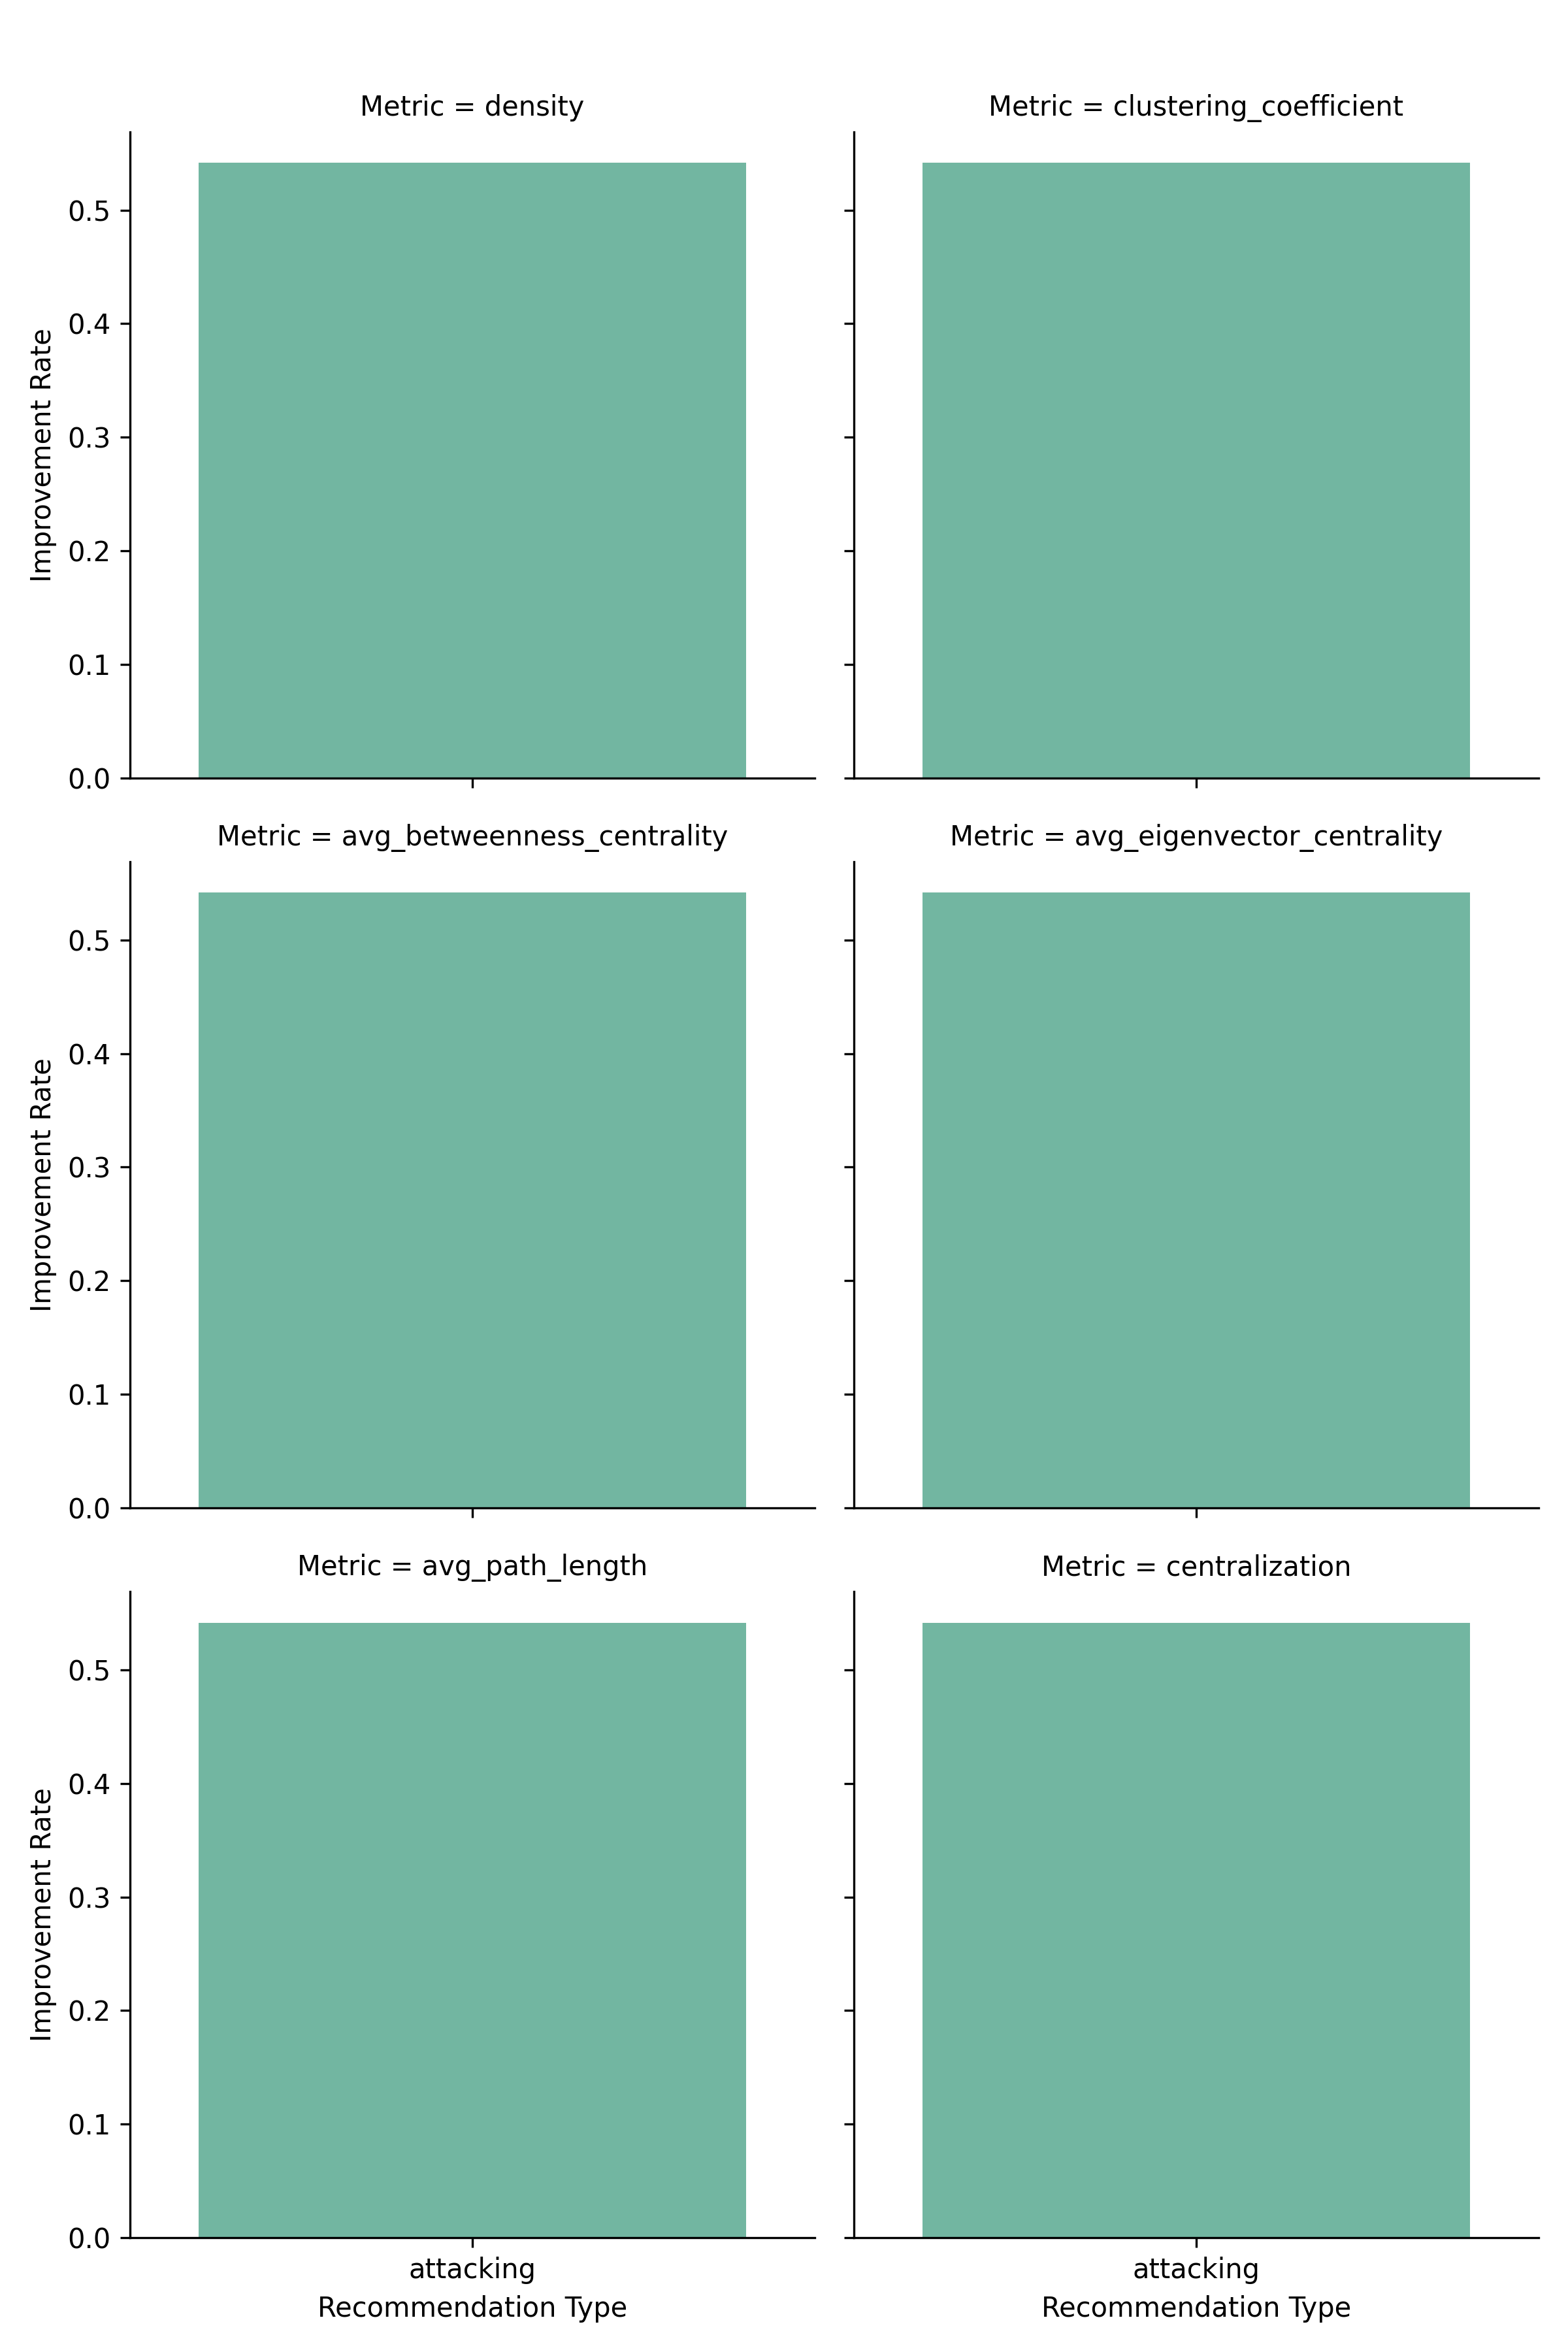 Metric = density
Metric = clustering_coefficient
0.5
0.4
0.3
0.2
0.1
0.0
Improvement Rate
Metric = avg_betweenness_centrality
Metric = avg_eigenvector_centrality
0.5
0.4
0.3
0.2
0.1
0.0
Improvement Rate
Metric = avg_path_length
Metric = centralization
0.5
0.4
0.3
0.2
0.1
0.0
Improvement Rate
attacking
Recommendation Type
attacking
Recommendation Type